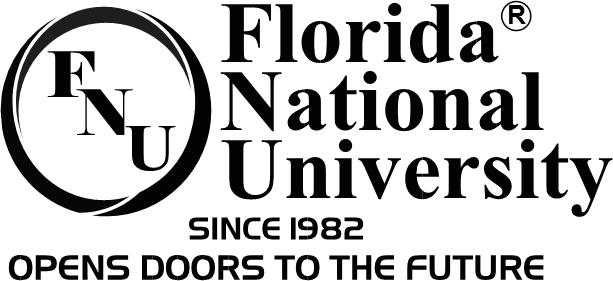 FNU
Florida®
National
University
SINCE 1982
OPENS DOORS TO THE FUTURE